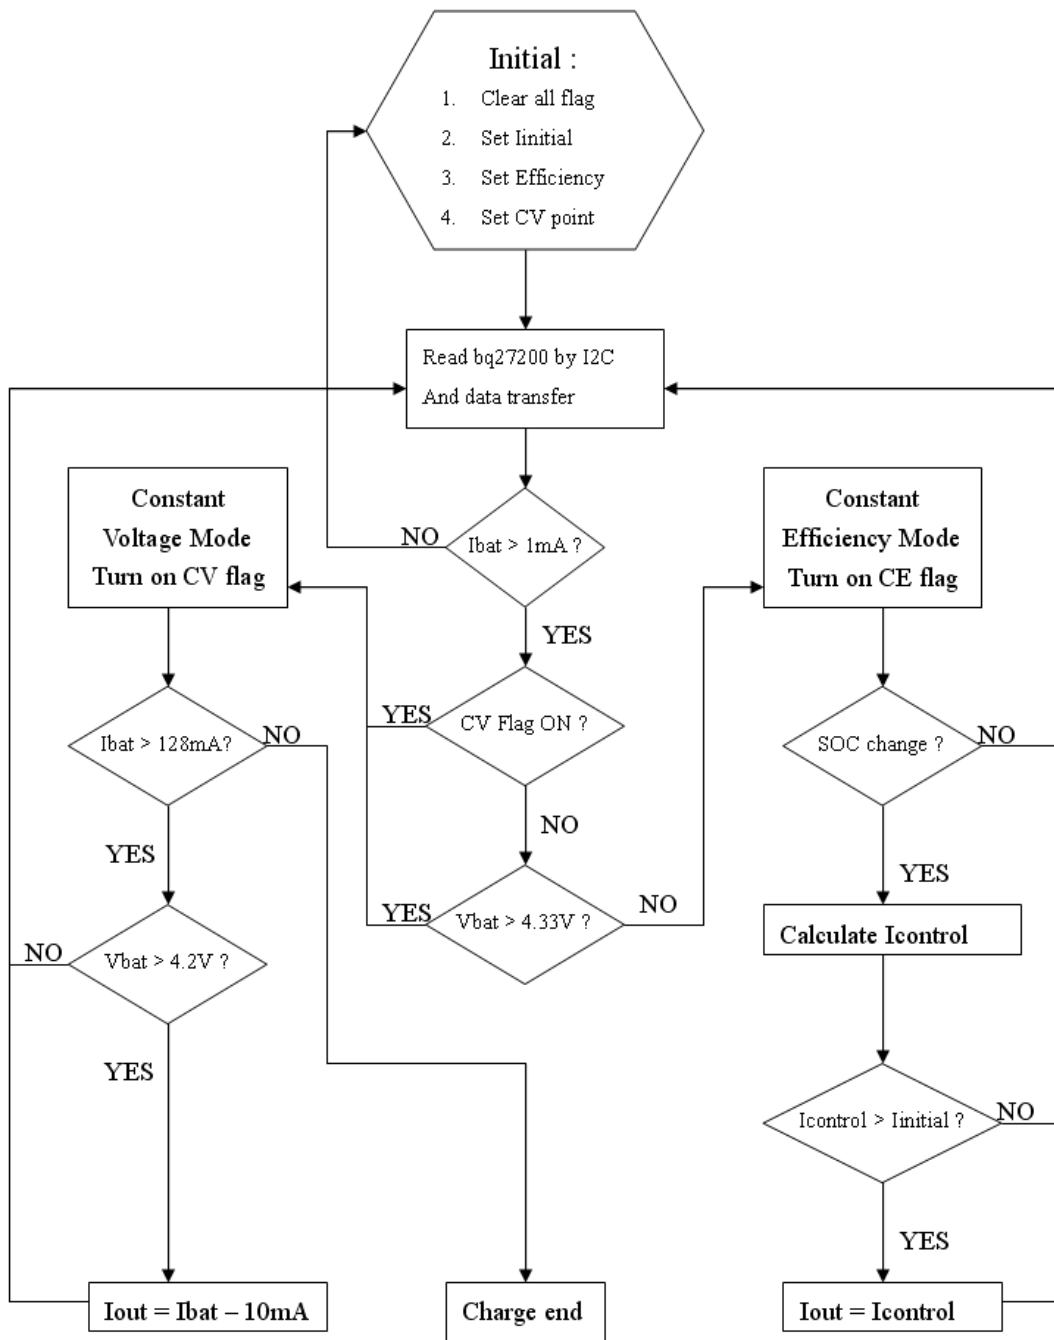 Initial :
1. Clear all flag
2. Set Iinitial
3. Set Efficiency
4. Set CV point
Read bq27200 by I2C
And data transfer
Constant
Voltage Mode
Turn on CV flag
NO
Ibat > 1mA ?
Constant
Efficiency Mode
Turn on CE flag
YES
Ibat > 128mA?
NO
YES
CV Flag ON ?
SOC change ?
NO
NO
YES
YES
YES
Vbat > 4.33V ?
NO
Calculate Icontrol
NO
Vbat > 4.2V ?
YES
Icontrol > Iinitial ?
NO
YES
Iout = Ibat – 10mA
Charge end
Iout = Icontrol